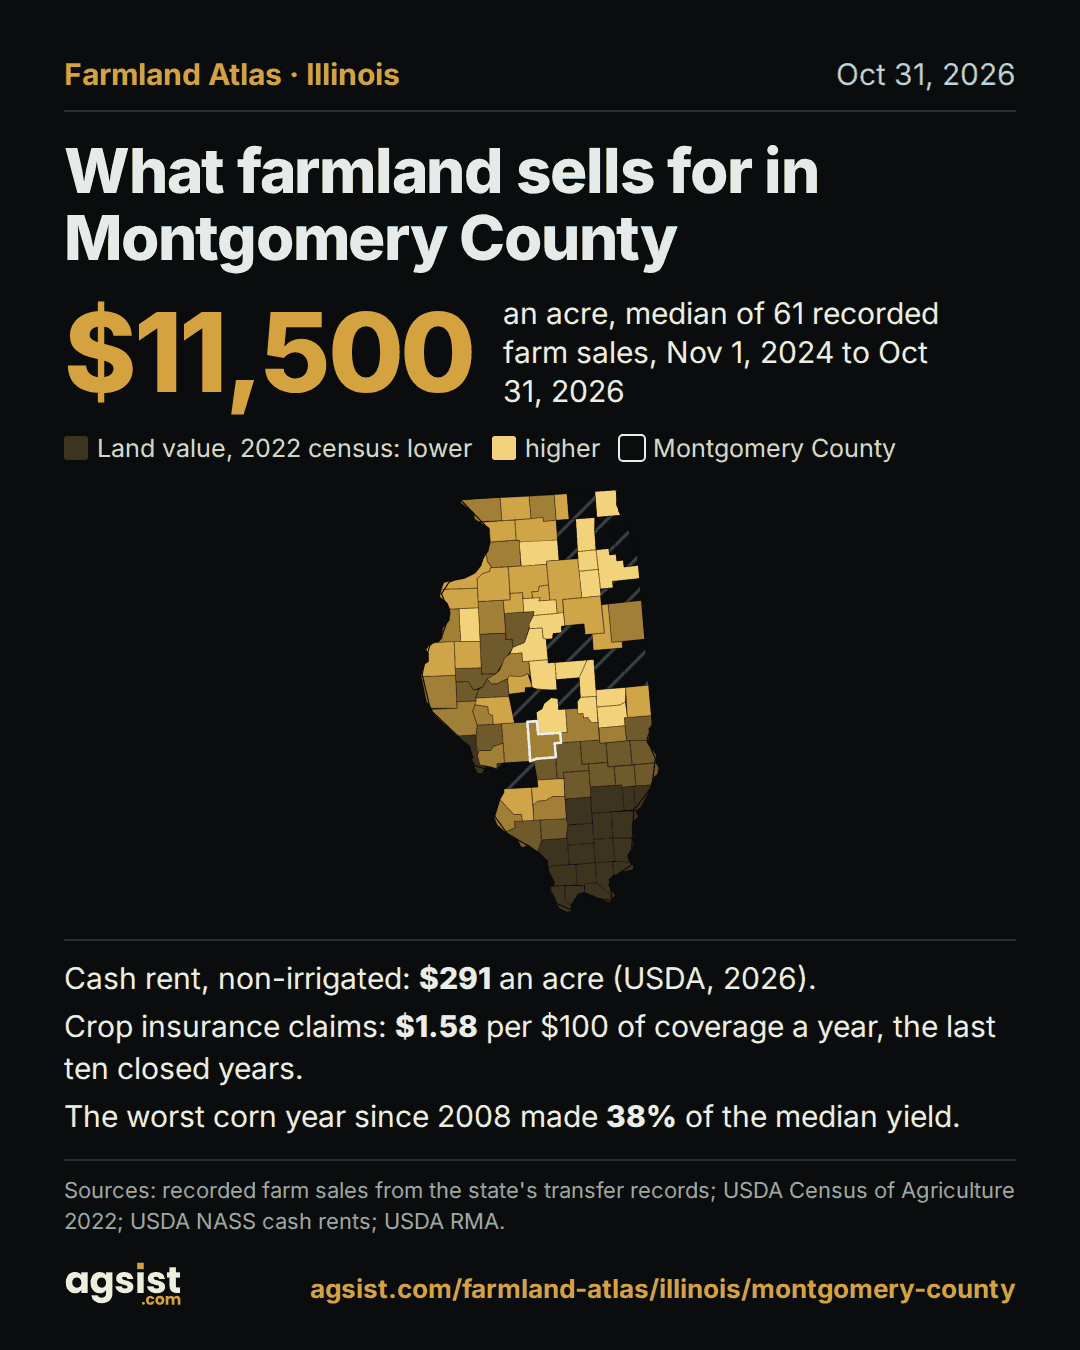 Farmland Atlas · Illinois
Oct 31, 2026
What farmland sells for in
Montgomery County
$11,500
an acre, median of 61 recorded
farm sales, Nov 1, 2024 to Oct
31, 2026
Land value, 2022 census: lower
higher
Montgomery County
Cash rent, non-irrigated: $291 an acre (USDA, 2026).
Crop insurance claims: $1.58 per $100 of coverage a year, the last
ten closed years.
The worst corn year since 2008 made 38% of the median yield.
Sources: recorded farm sales from the state's transfer records; USDA Census of Agriculture
2022; USDA NASS cash rents; USDA RMA.
agsist
.com
agsist.com/farmland-atlas/illinois/montgomery-county